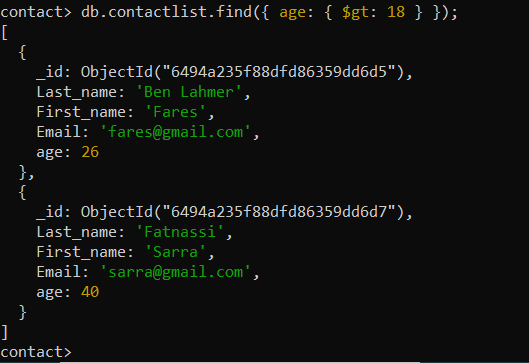 contact> db.contactlist.find({ age: { $gt: 18 } });
[
  {
    _id: ObjectId("6494a235f88dfd86359dd6d5"),
    Last_name: 'Ben Lahmer',
    First_name: 'Fares',
    Email: 'fares@gmail.com',
    age: 26
  },
  {
    _id: ObjectId("6494a235f88dfd86359dd6d7"),
    Last_name: 'Fatnassi',
    First_name: 'Sarra',
    Email: 'sarra@gmail.com',
    age: 40
  }
]
contact>